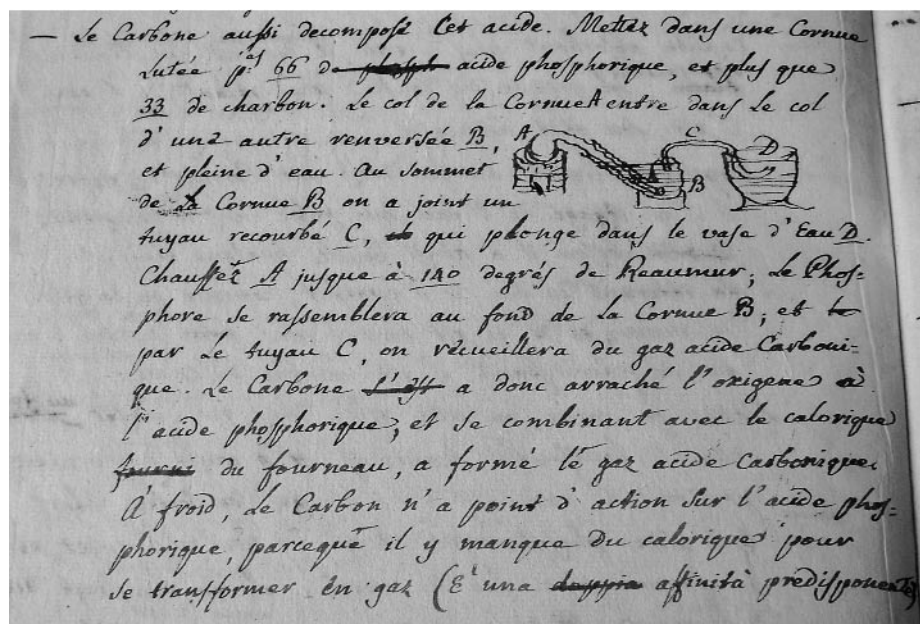 — Le Carbone aussi decompose Cet acide. Mettez dans une Cornue
Lutée p.^{es} 66 de phosph acide phosphorique, et plus que
33 de charbon. Le col de la Cornue A entre dans Le col
d'une autre renversée B, A C D
et pleine d'eau. Au Sommet B
de La Cornue B on a joint un
tuyau recourbé C, qui plonge dans le vase d'Eau D.
Chauffez A jusque à 140 degrés de Reaumur; Le Phos=
phore Se rassemblera au fond de La Cornue B; et le
par Le tuyau C, on recueillera du gaz acide Carboni=
que. Le Carbone a donc arraché l'oxigene à
l'acide phosphorique, et Se combinant avec le calorique
fourni du fourneau, a formé le gaz acide Carbonique.
A froid, Le Carbon n'a point d'action Sur l'acide phos=
phorique, parceque il y manque du calorique pour
Se transformer en gaz (E' una doppia affinità predisponente)